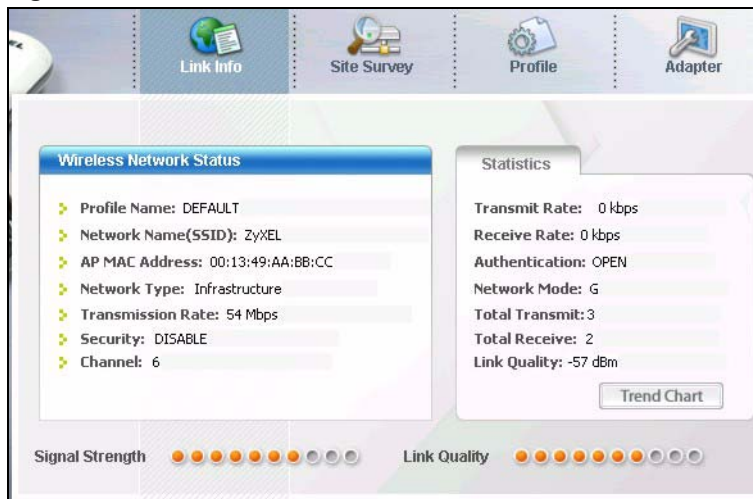 Link Info
Site Survey
Profile
Adapter
Wireless Network Status
Profile Name: DEFAULT
Network Name(SSID): ZyXEL
AP MAC Address: 00:13:49:AA:BB:CC
Network Type: Infrastructure
Transmission Rate: 54 Mbps
Security: DISABLE
Channel: 6
Statistics
Transmit Rate: 0 kbps
Receive Rate: 0 kbps
Authentication: OPEN
Network Mode: G
Total Transmit: 3
Total Receive: 2
Link Quality: -57 dBm
Trend Chart
Signal Strength
Link Quality